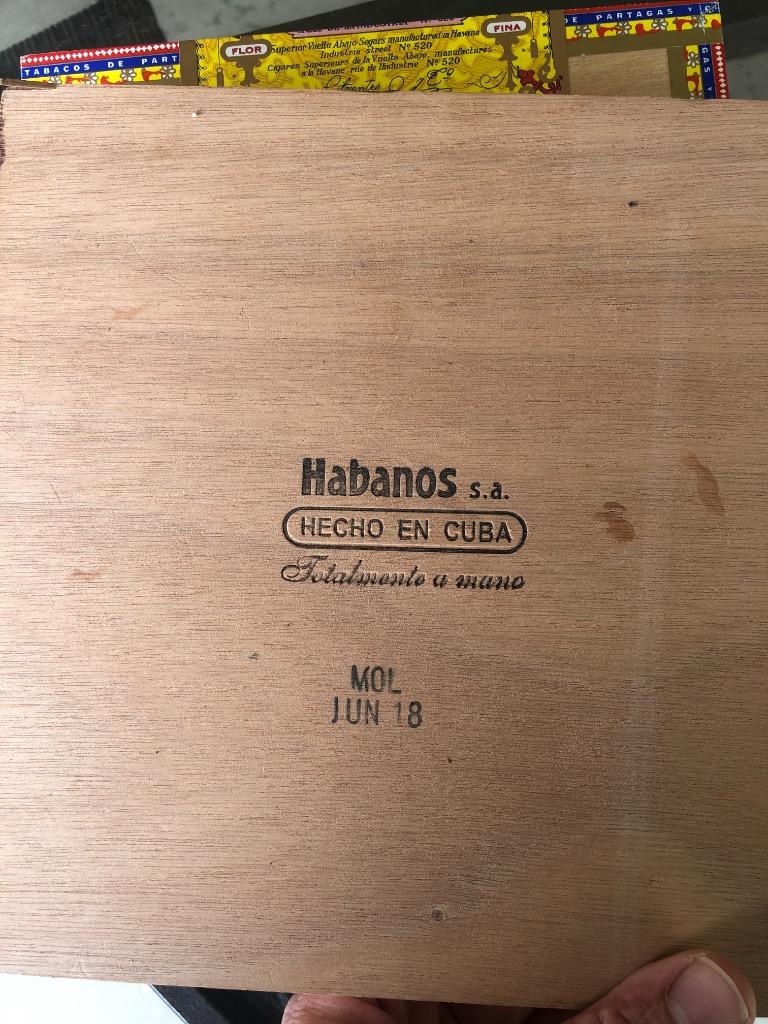 FLOR
FINA
Superior Vuelta Abajo Segars manufactured in Havana
Industria street Nº 520
Cigares Superieurs de la Vuelta Abajo, manufactures
a la Havane rue de Industrie Nº 520
Cifuentes
TABACOS DE PART
DE PARTAGAS Y
GAS Y
Habanos s.a.
HECHO EN CUBA
Totalmente a mano
MOL
JUN 18